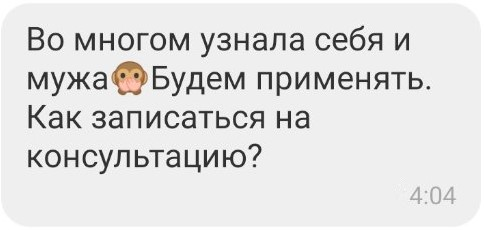 Во многом узнала себя и
мужа🙊Будем применять.
Как записаться на
консультацию?
4:04